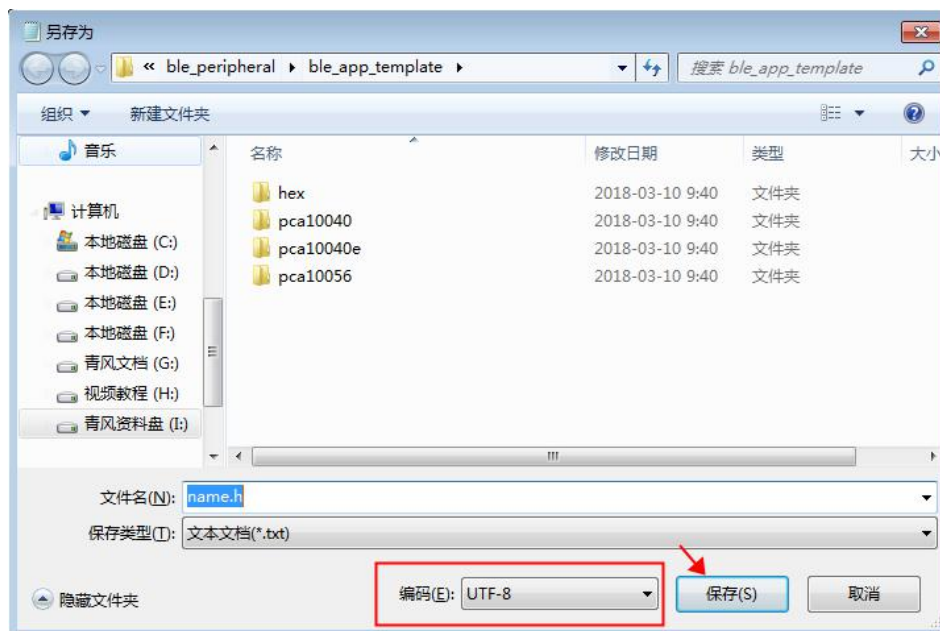 另存为
« ble_peripheral ▸ ble_app_template ▸
搜索 ble_app_template
组织 ▼ 新建文件夹
音乐
计算机
本地磁盘 (C:)
本地磁盘 (D:)
本地磁盘 (E:)
本地磁盘 (F:)
青风文档 (G:)
视频教程 (H:)
青风资料盘 (I:)
名称 修改日期 类型 大小
hex 2018-03-10 9:40 文件夹
pca10040 2018-03-10 9:40 文件夹
pca10040e 2018-03-10 9:40 文件夹
pca10056 2018-03-10 9:40 文件夹
文件名(N): name.h
保存类型(T): 文本文档(*.txt)
隐藏文件夹 编码(E): UTF-8 保存(S) 取消